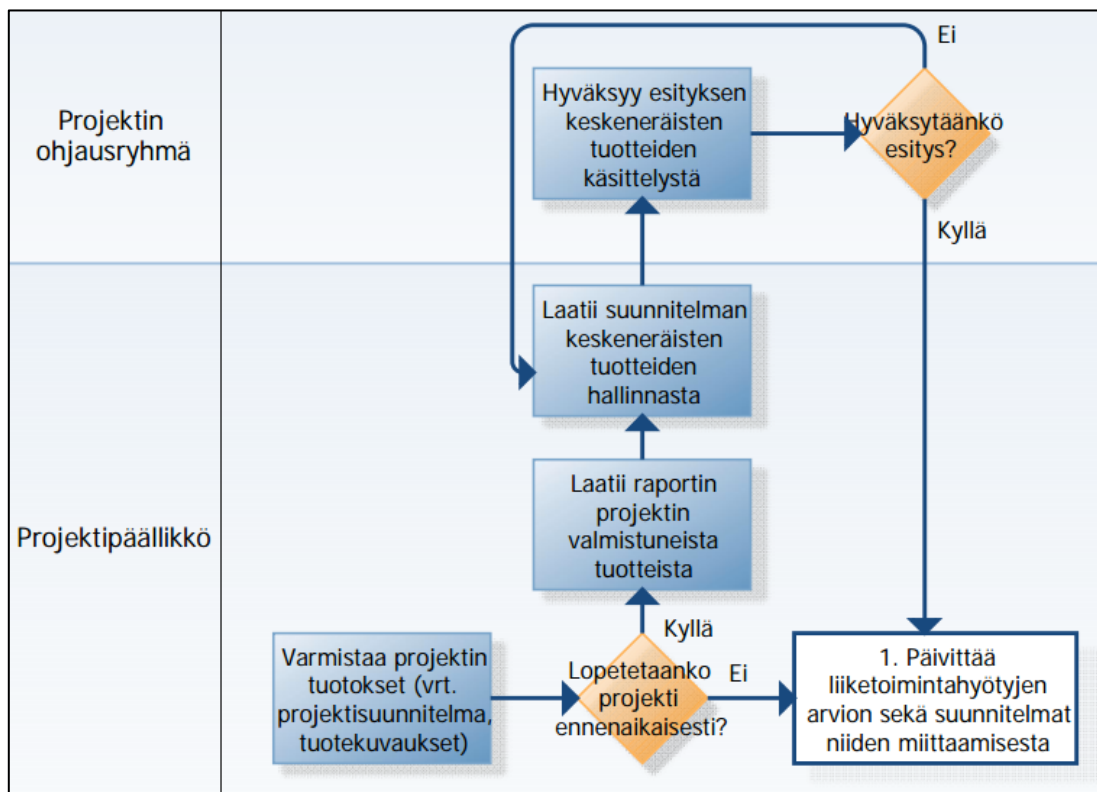 Projektin
ohjausryhmä
Hyväksyy esityksen
keskeneräisten
tuotteiden
käsittelystä
Hyväksytäänkö
esitys?
Ei
Kyllä
Projektipäällikkö
Laatii suunnitelman
keskeneräisten
tuotteiden
hallinnasta
Laatii raportin
projektin
valmistuneista
tuotteista
Kyllä
Varmistaa projektin
tuotokset (vrt.
projektisuunnitelma,
tuotekuvaukset)
Lopetetaanko
projekti
ennenaikaisesti?
Ei
1. Päivittää
liiketoimintahyötyjen
arvion sekä suunnitelmat
niiden miittaamisesta